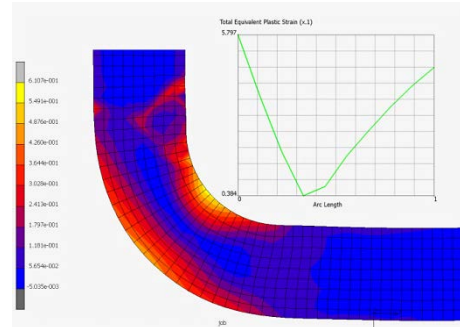 Total Equivalent Plastic Strain (x.1)
5.797
0.384
0
1
Arc Length
6.107e-001
5.491e-001
4.876e-001
4.260e-001
3.644e-001
3.028e-001
2.413e-001
1.797e-001
1.181e-001
5.654e-002
-5.035e-003
job